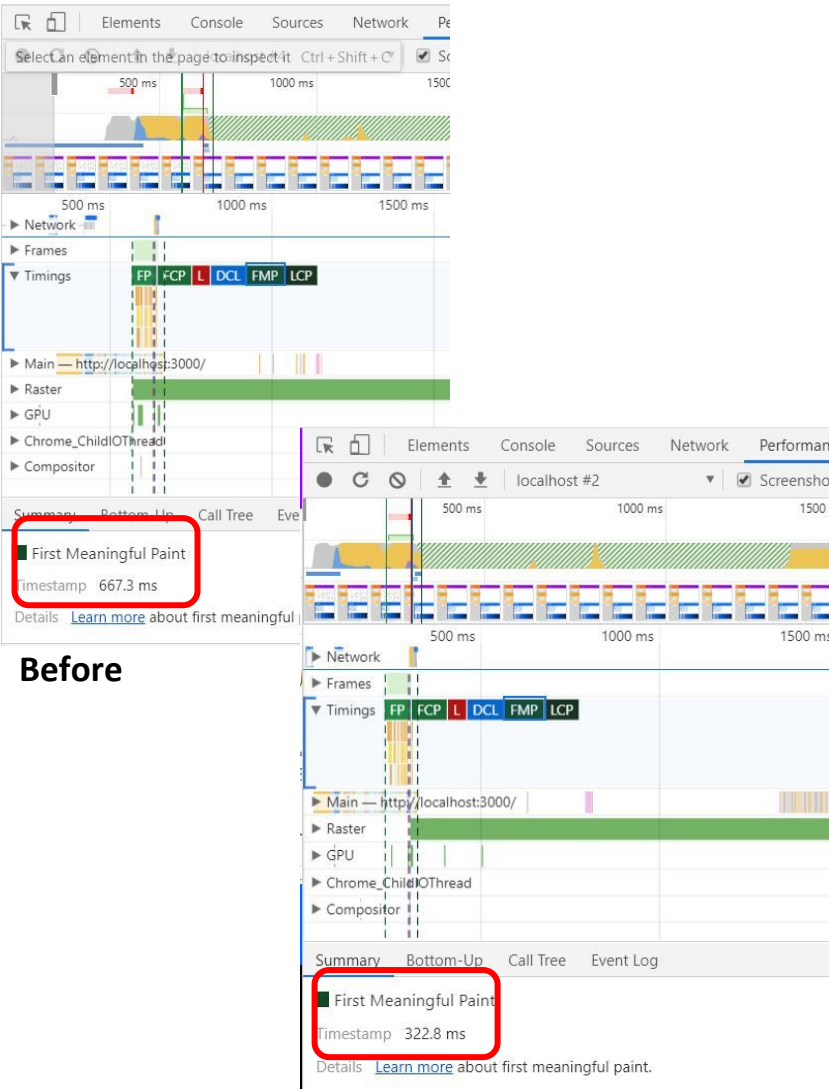 Elements Console Sources Network Pe
Select an element in the page to inspect it Ctrl + Shift + C Sc
500 ms 1000 ms 1500
500 ms 1000 ms 1500 ms
Network
Frames
Timings FP FCP L DCL FMP LCP
Main — http://localhost:3000/
Raster
GPU
Chrome_ChildIOThread
Compositor
Summary Bottom-Up Call Tree Eve
First Meaningful Paint
Timestamp 667.3 ms
Details Learn more about first meaningful
Before
Elements Console Sources Network Performan
localhost #2 Screensho
500 ms 1000 ms 1500
500 ms 1000 ms 1500 ms
Network
Frames
Timings FP FCP L DCL FMP LCP
Main — http://localhost:3000/
Raster
GPU
Chrome_ChildIOThread
Compositor
Summary Bottom-Up Call Tree Event Log
First Meaningful Paint
Timestamp 322.8 ms
Details Learn more about first meaningful paint.